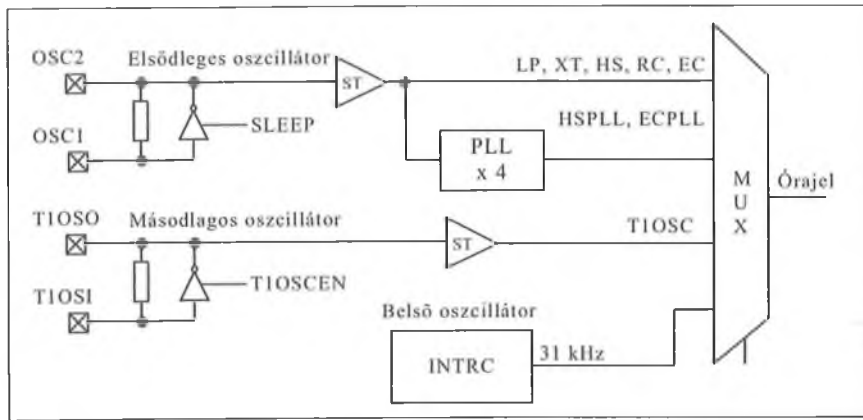 OSC2
Elsődleges oszcillátor
ST
LP, XT, HS, RC, EC
OSC1
SLEEP
HSPLL, ECPLL
PLL
x 4
M
U
X
Órajel
T1OSO
Másodlagos oszcillátor
ST
T1OSC
T1OSI
T1OSCEN
Belső oszcillátor
INTRC
31 kHz